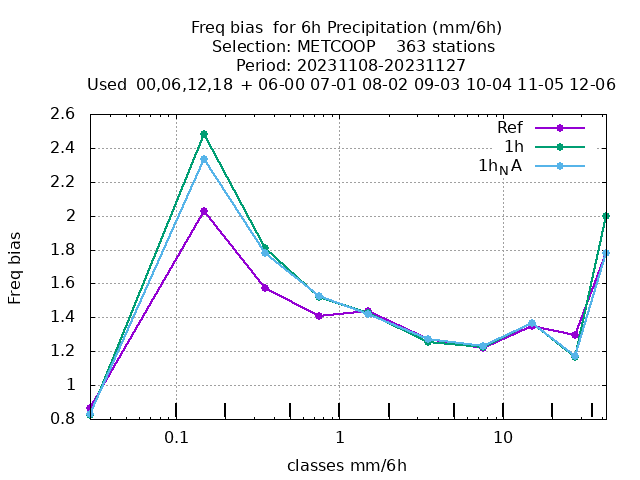 Freq bias  for 6h Precipitation (mm/6h)
Selection: METCOOP    363 stations
Period: 20231108-20231127
Used  00,06,12,18  + 06-00 07-01 08-02 09-03 10-04 11-05 12-06
2.6
2.4
2.2
2
1.8
1.6
1.4
1.2
1
0.8
Freq bias
Ref
1h
1h_NA
0.1
1
10
classes mm/6h